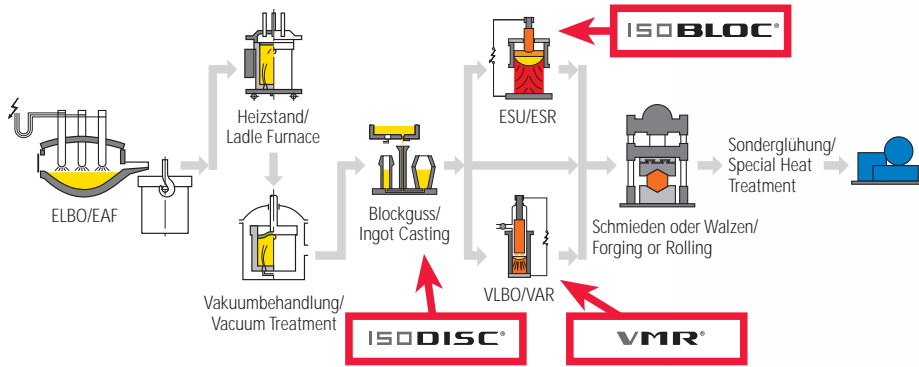 ISOBLOC®
ESU/ESR
Heizstand/
Ladle Furnace
Sonderglühung/
Special Heat
Treatment
ELBO/EAF
Blockguss/
Ingot Casting
Schmieden oder Walzen/
Forging or Rolling
Vakuumbehandlung/
Vacuum Treatment
VLBO/VAR
ISODISC®
VMR®